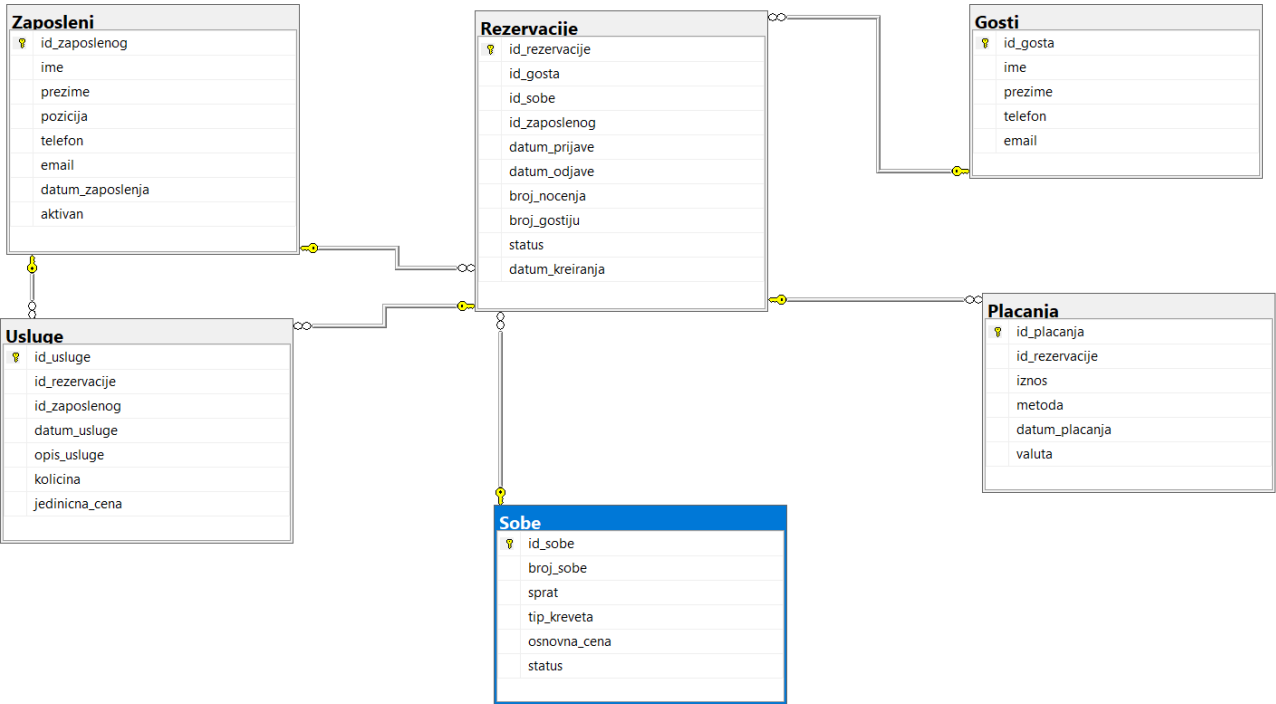 Zaposleni
id_zaposlenog
ime
prezime
pozicija
telefon
email
datum_zaposlenja
aktivan
Rezervacije
id_rezervacije
id_gosta
id_sobe
id_zaposlenog
datum_prijave
datum_odjave
broj_nocenja
broj_gostiju
status
datum_kreiranja
Gosti
id_gosta
ime
prezime
telefon
email
Usluge
id_usluge
id_rezervacije
id_zaposlenog
datum_usluge
opis_usluge
kolicina
jedinicna_cena
Placanja
id_placanja
id_rezervacije
iznos
metoda
datum_placanja
valuta
Sobe
id_sobe
broj_sobe
sprat
tip_kreveta
osnovna_cena
status